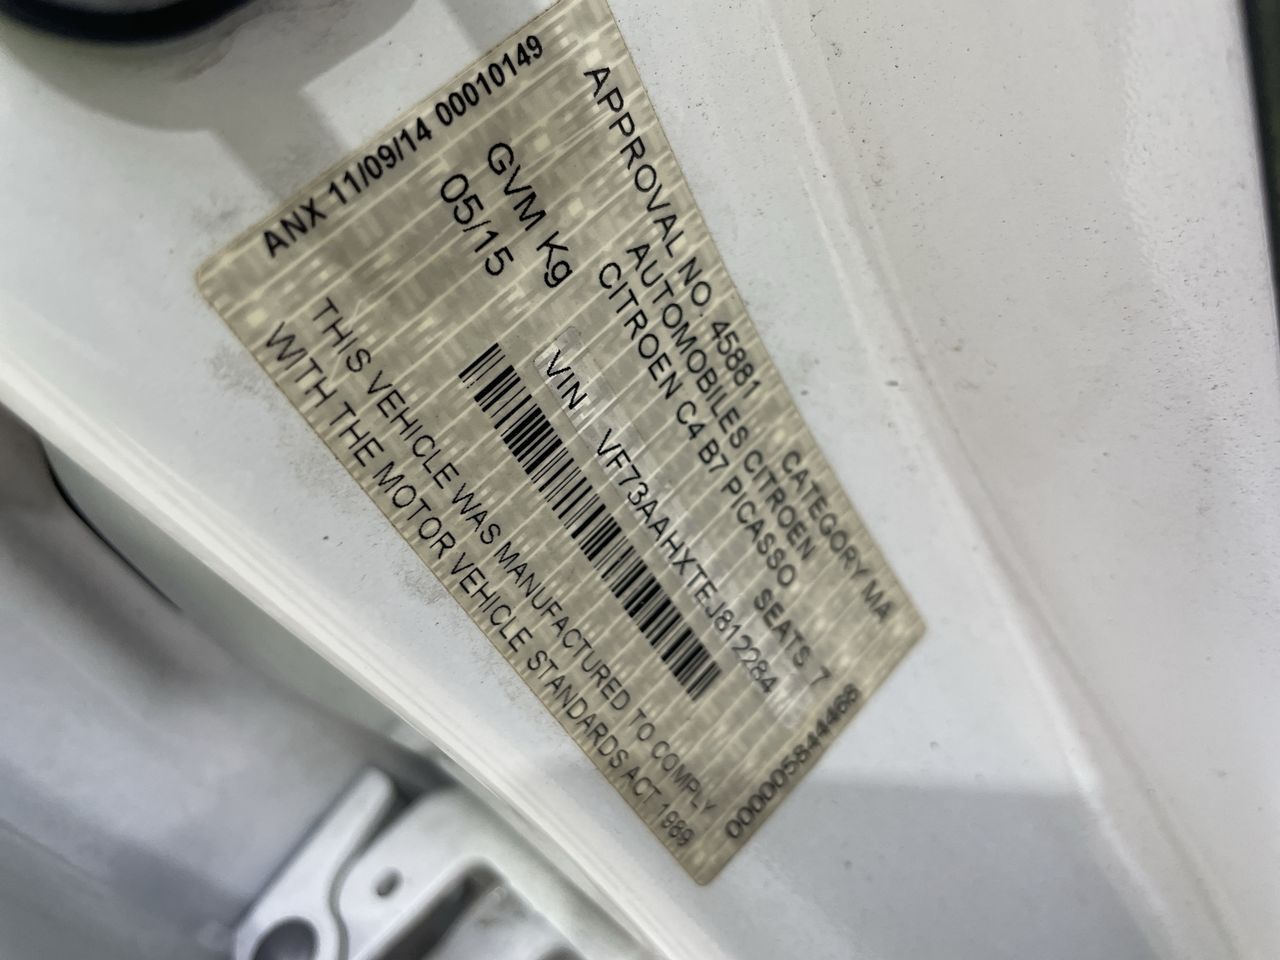 APPROVAL NO. 45881 CATEGORY MA
AUTOMOBILES CITROEN
CITROEN C4 B7 PICASSO SEATS 7
GVM Kg
05/15
VIN VF73AAHXTEJ812284
THIS VEHICLE WAS MANUFACTURED TO COMPLY
WITH THE MOTOR VEHICLE STANDARDS ACT 1989
ANX 11/09/14 00010149
000005844468